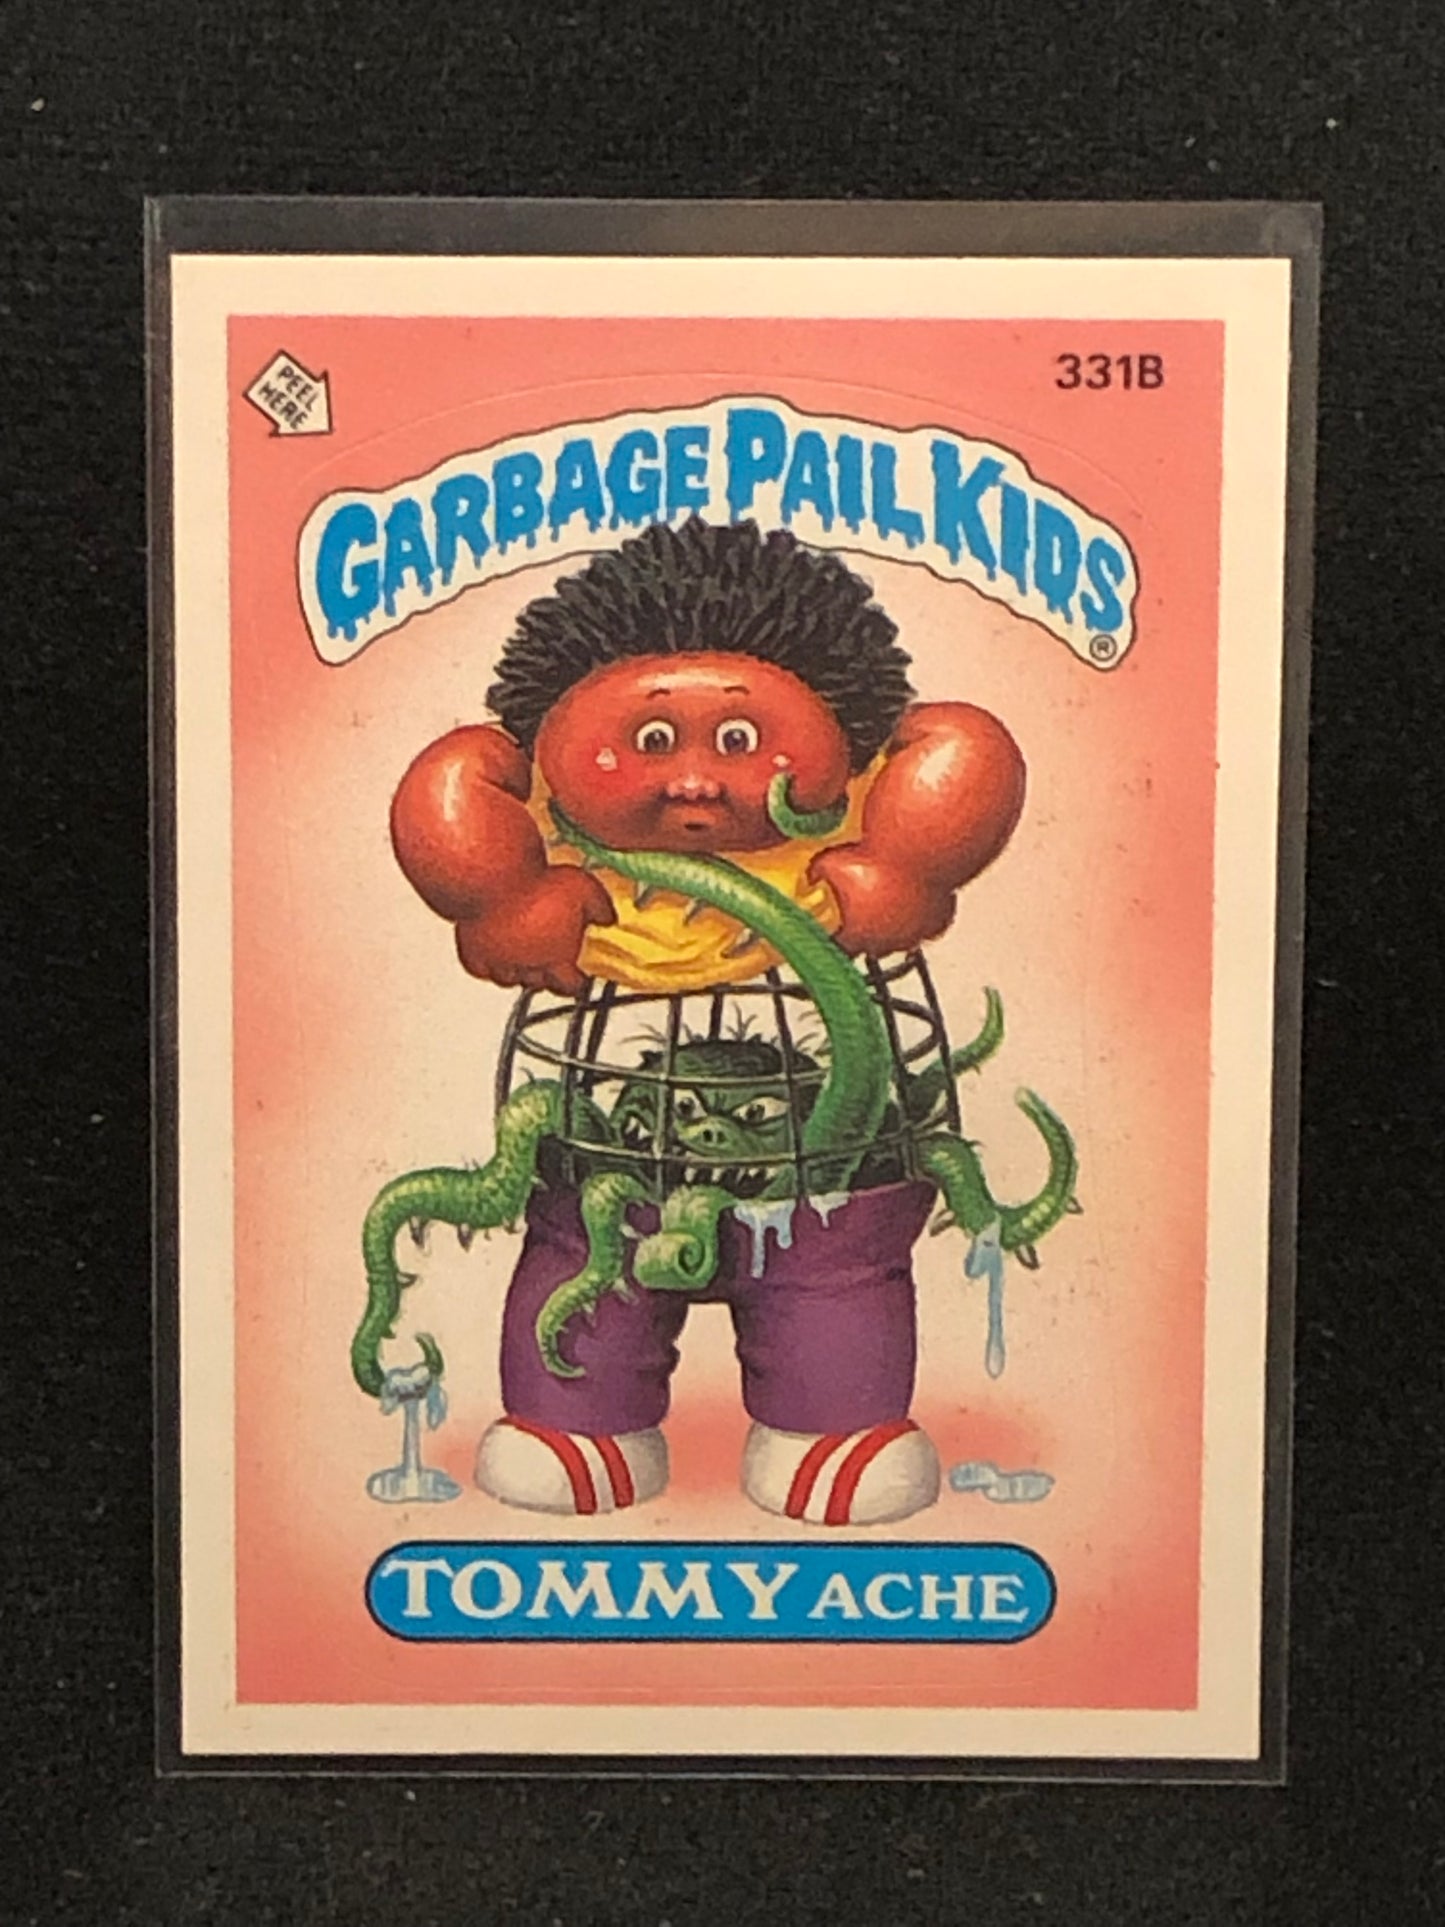 PEEL
HERE
331B
GARBAGE PAIL KIDS
®
TOMMY ACHE